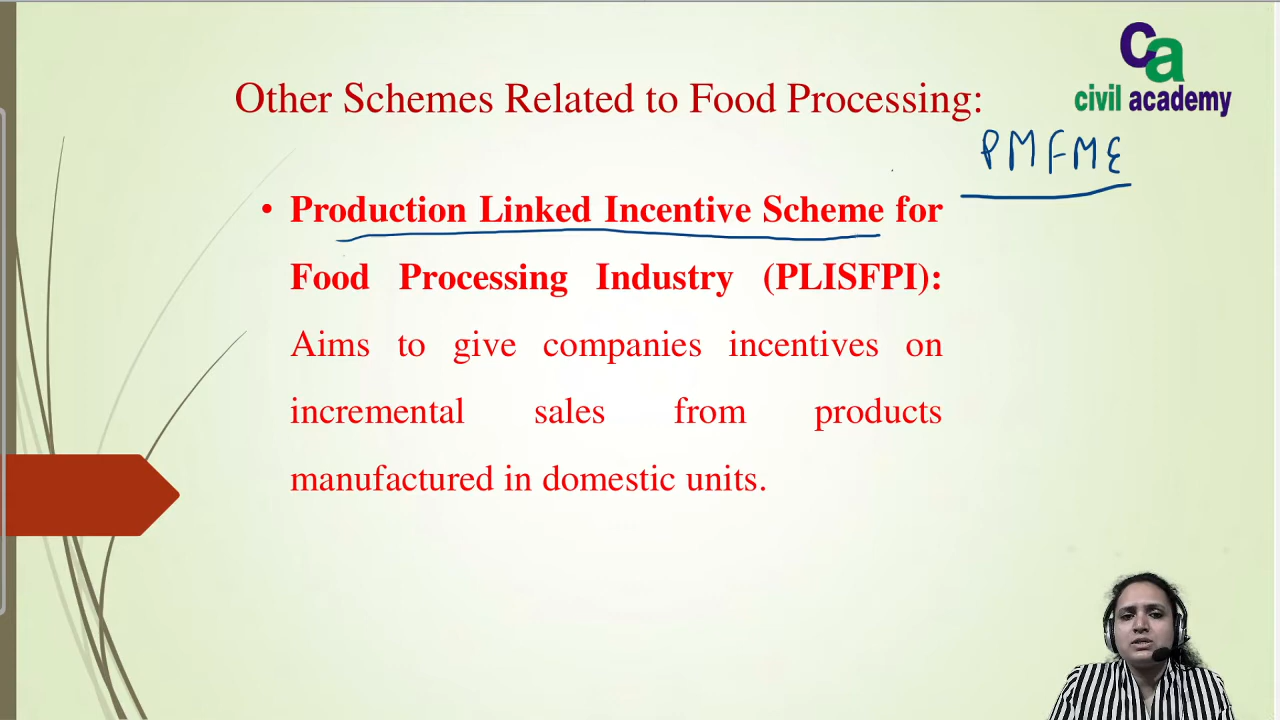 ca
civil academy
Other Schemes Related to Food Processing:
PMFME
• Production Linked Incentive Scheme for
Food Processing Industry (PLISFPI):
Aims to give companies incentives on
incremental sales from products
manufactured in domestic units.